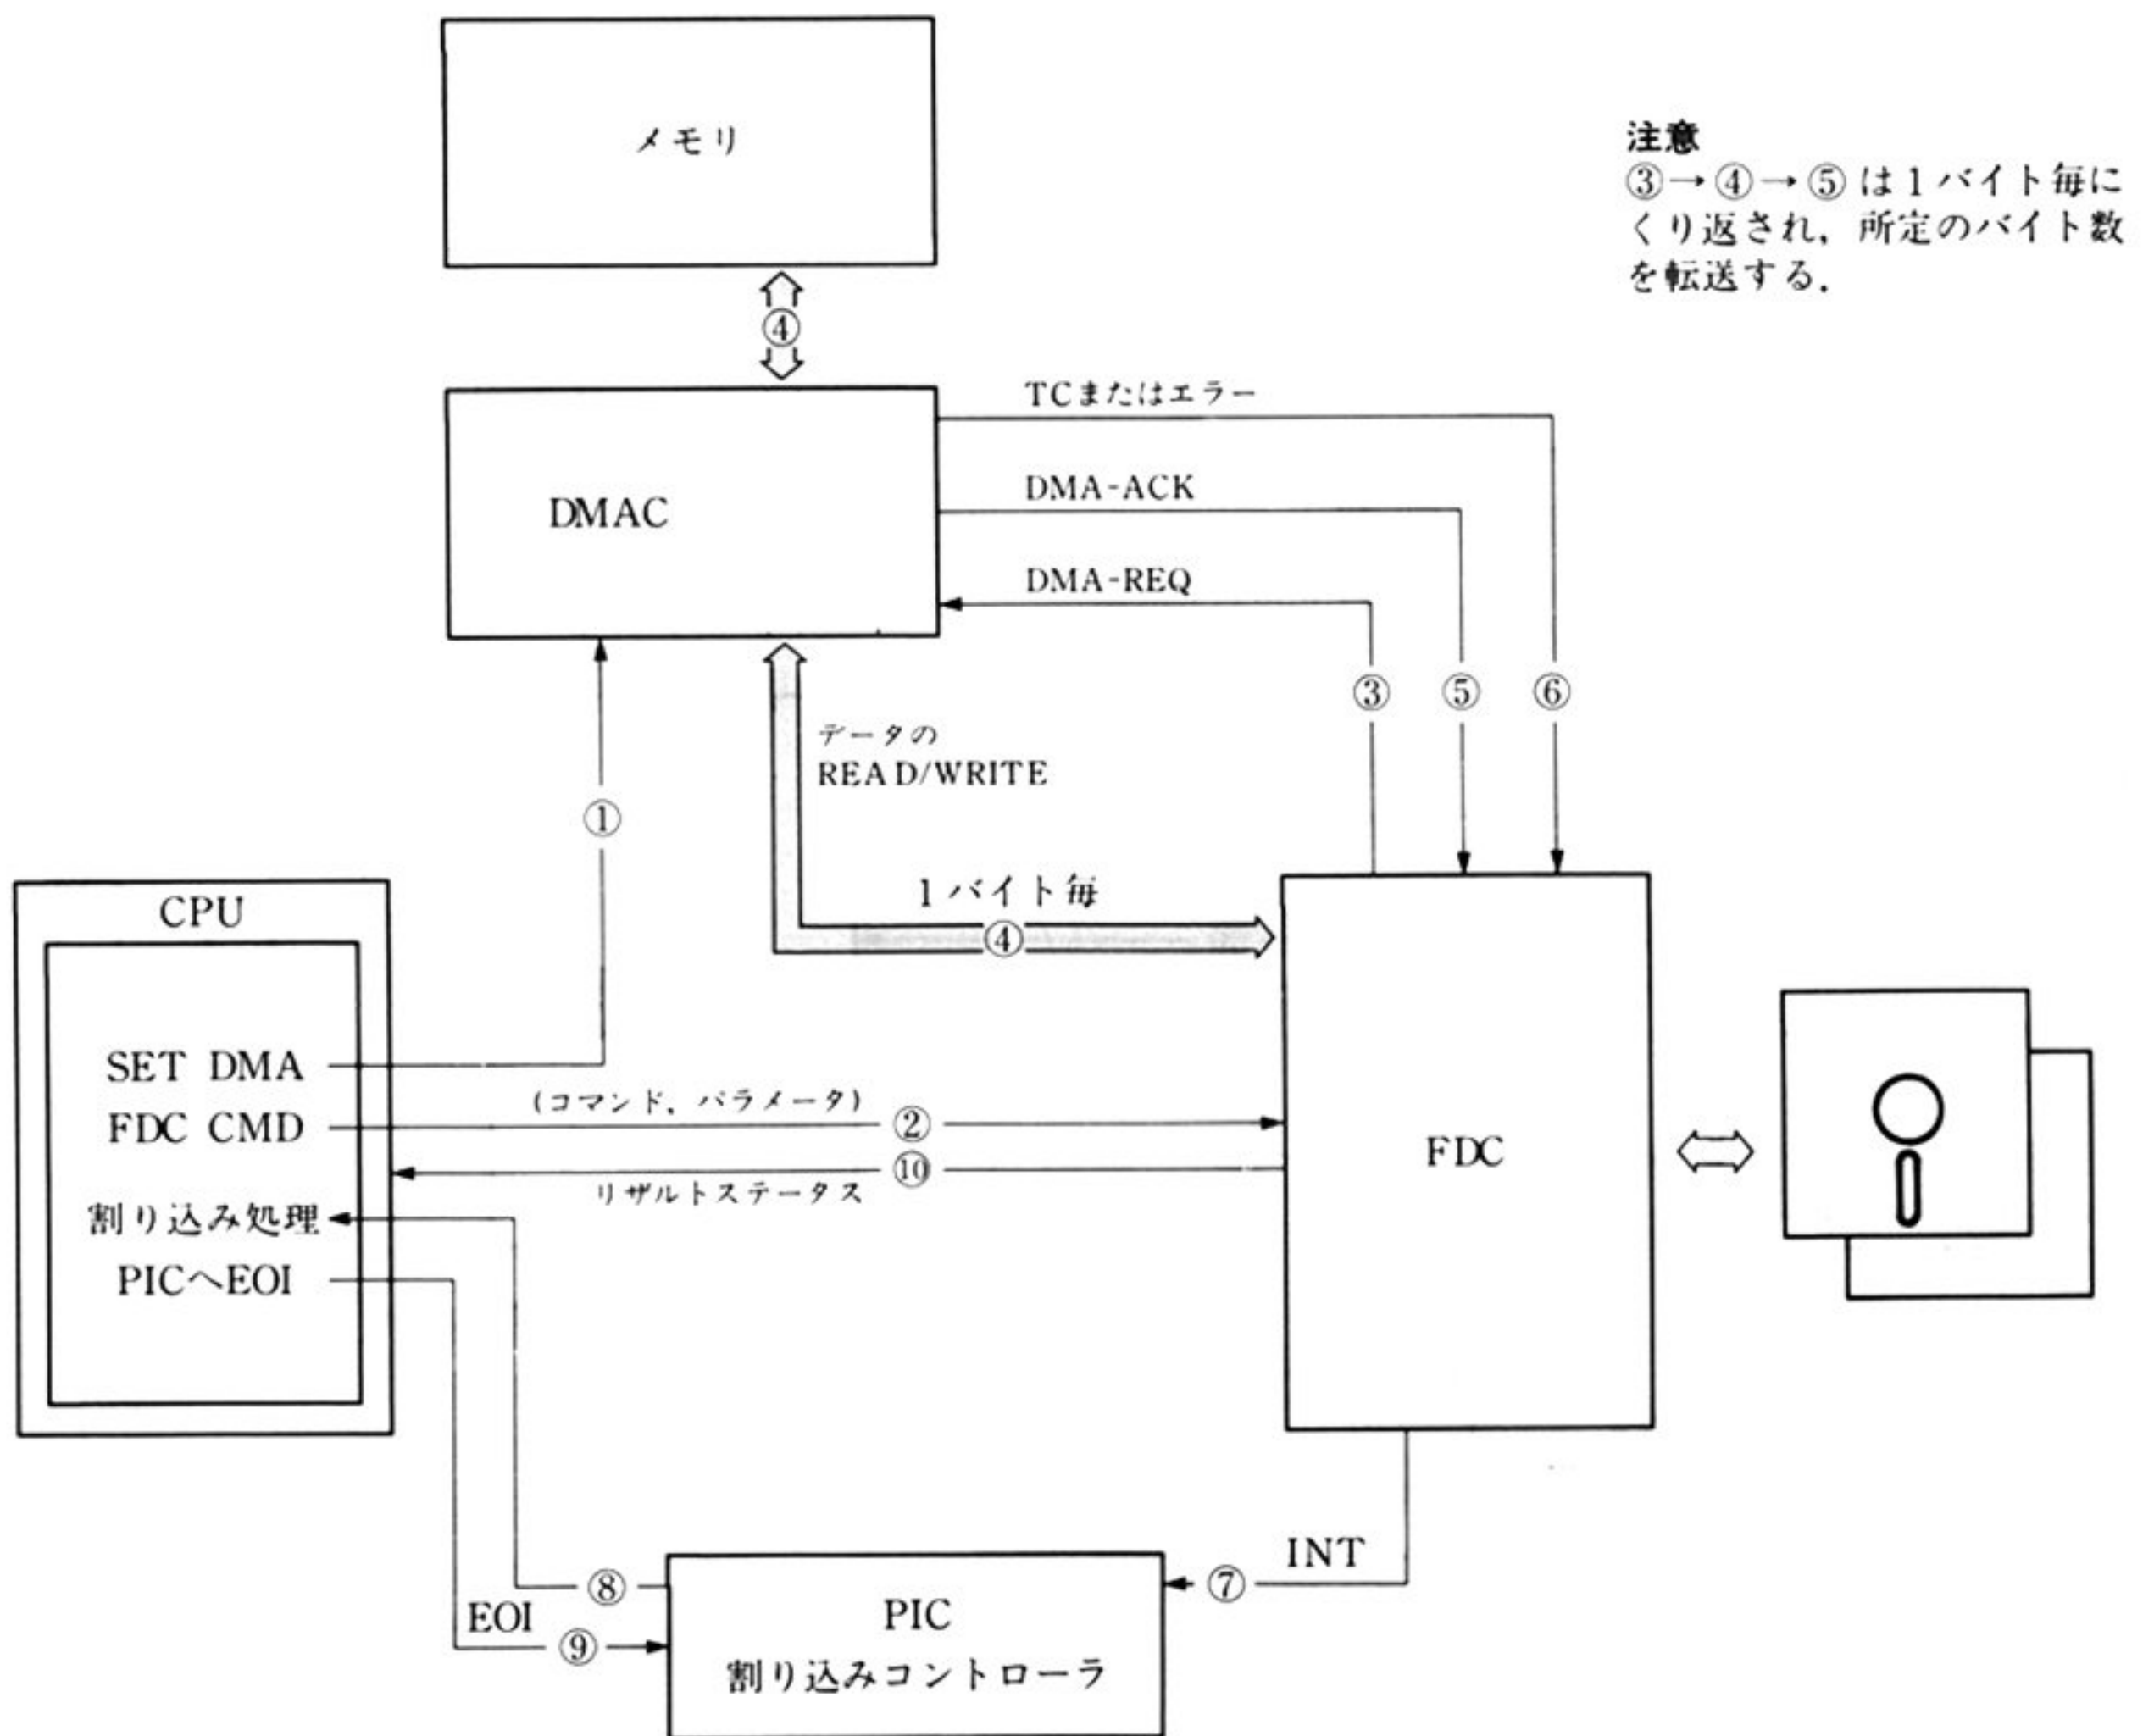 メモリ
注意
③→④→⑤は1バイト毎に
くり返され，所定のバイト数
を転送する．
④
TCまたはエラー
DMA-ACK
DMAC
DMA-REQ
③
⑤
⑥
データの
READ/WRITE
①
1バイト毎
④
CPU
SET DMA
(コマンド，パラメータ)
FDC CMD
②
FDC
⑩
リザルトステータス
割り込み処理
PICへEOI
INT
⑦
⑧
EOI
⑨
PIC
割り込みコントローラ